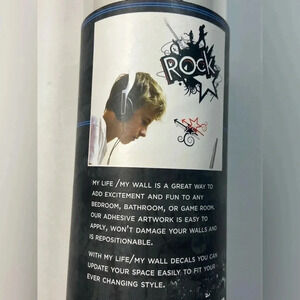 ROCK
MY LIFE /MY WALL IS A GREAT WAY TO
ADD EXCITEMENT AND FUN TO ANY
BEDROOM, BATHROOM, OR GAME ROOM.
OUR ADHESIVE ARTWORK IS EASY TO
APPLY, WON'T DAMAGE YOUR WALLS AND
IS REPOSITIONABLE.
WITH MY LIFE/MY WALL DECALS YOU CAN
UPDATE YOUR SPACE EASILY TO FIT YOUR
EVER CHANGING STYLE.